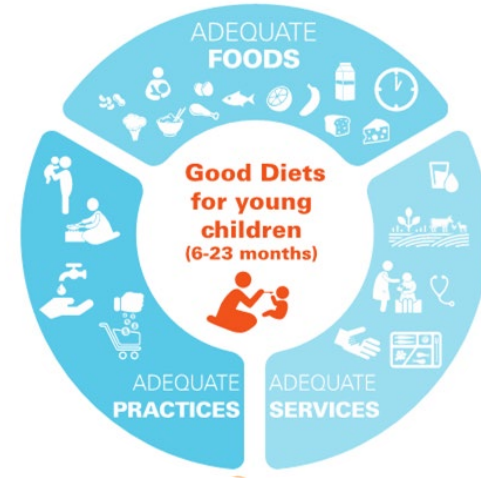 ADEQUATE
FOODS
Good Diets
for young
children
(6-23 months)
ADEQUATE
PRACTICES
ADEQUATE
SERVICES